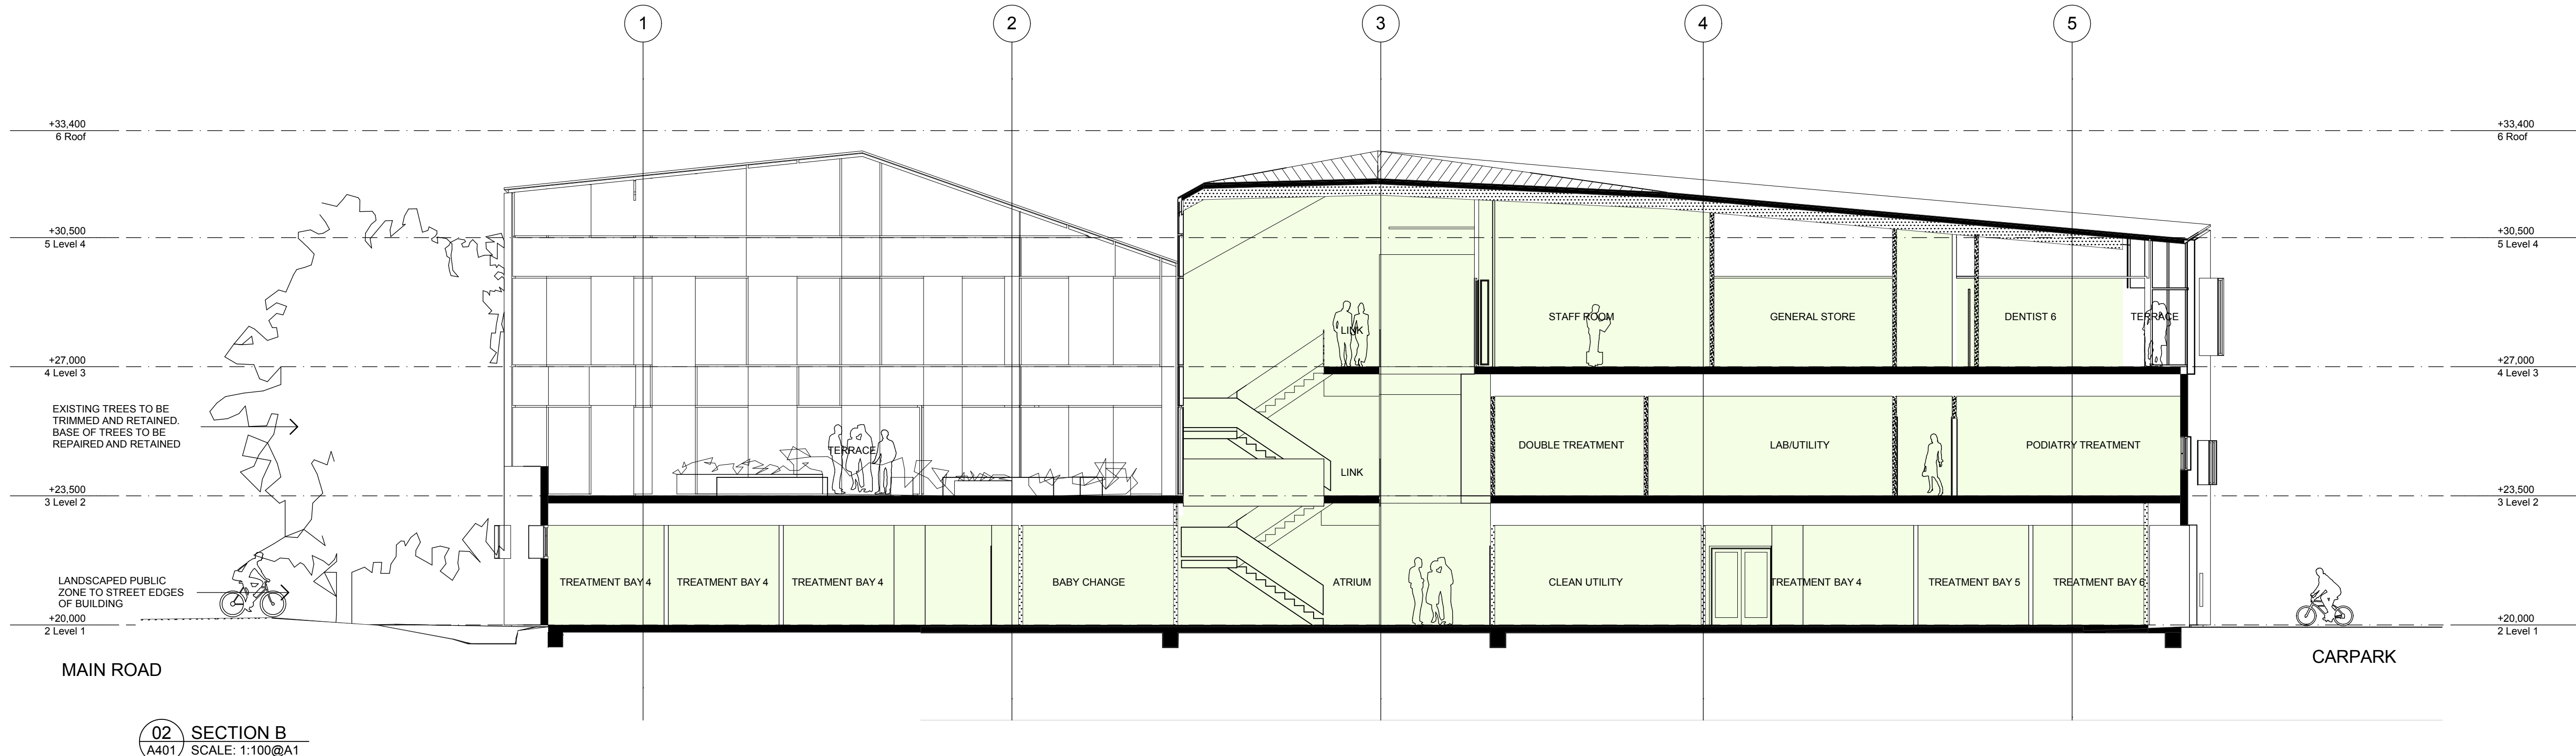 1
2
3
4
5
+33,400
6 Roof
+33,400
6 Roof
+30,500
5 Level 4
+30,500
5 Level 4
LINK
STAFF ROOM
GENERAL STORE
DENTIST 6
TERRACE
+27,000
4 Level 3
+27,000
4 Level 3
EXISTING TREES TO BE
TRIMMED AND RETAINED.
BASE OF TREES TO BE
REPAIRED AND RETAINED
TERRACE
LINK
DOUBLE TREATMENT
LAB/UTILITY
PODIATRY TREATMENT
+23,500
3 Level 2
+23,500
3 Level 2
LANDSCAPED PUBLIC
ZONE TO STREET EDGES
OF BUILDING
TREATMENT BAY 4
TREATMENT BAY 4
TREATMENT BAY 4
BABY CHANGE
ATRIUM
CLEAN UTILITY
TREATMENT BAY 4
TREATMENT BAY 5
TREATMENT BAY 6
+20,000
2 Level 1
+20,000
2 Level 1
MAIN ROAD
CARPARK
02
A401
SECTION B
SCALE: 1:100@A1